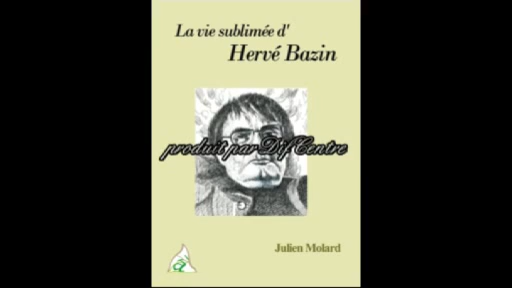 La vie sublimée d'
Hervé Bazin
produit par Dif'Centre
Julien Molard